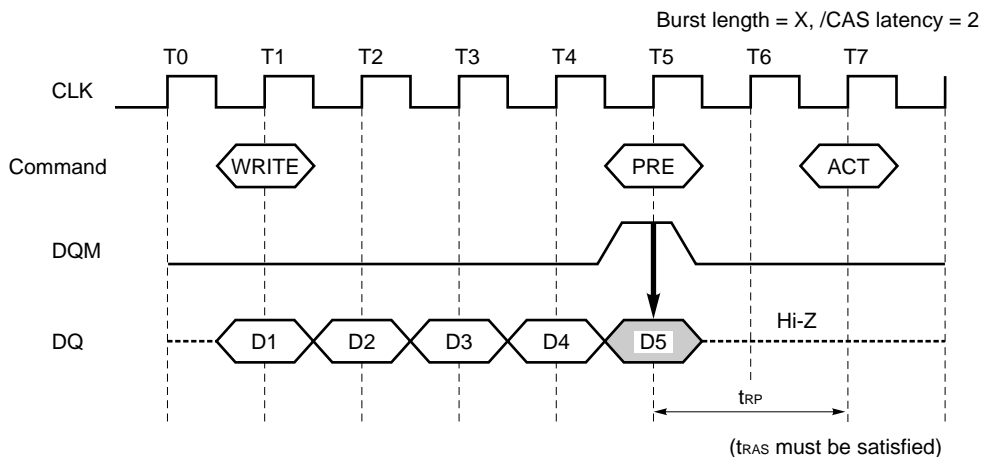 Burst length = X, /CAS latency = 2
T0 T1 T2 T3 T4 T5 T6 T7
CLK
Command WRITE PRE ACT
DQM
Hi-Z
DQ D1 D2 D3 D4 D5
tRP
(tRAS must be satisfied)